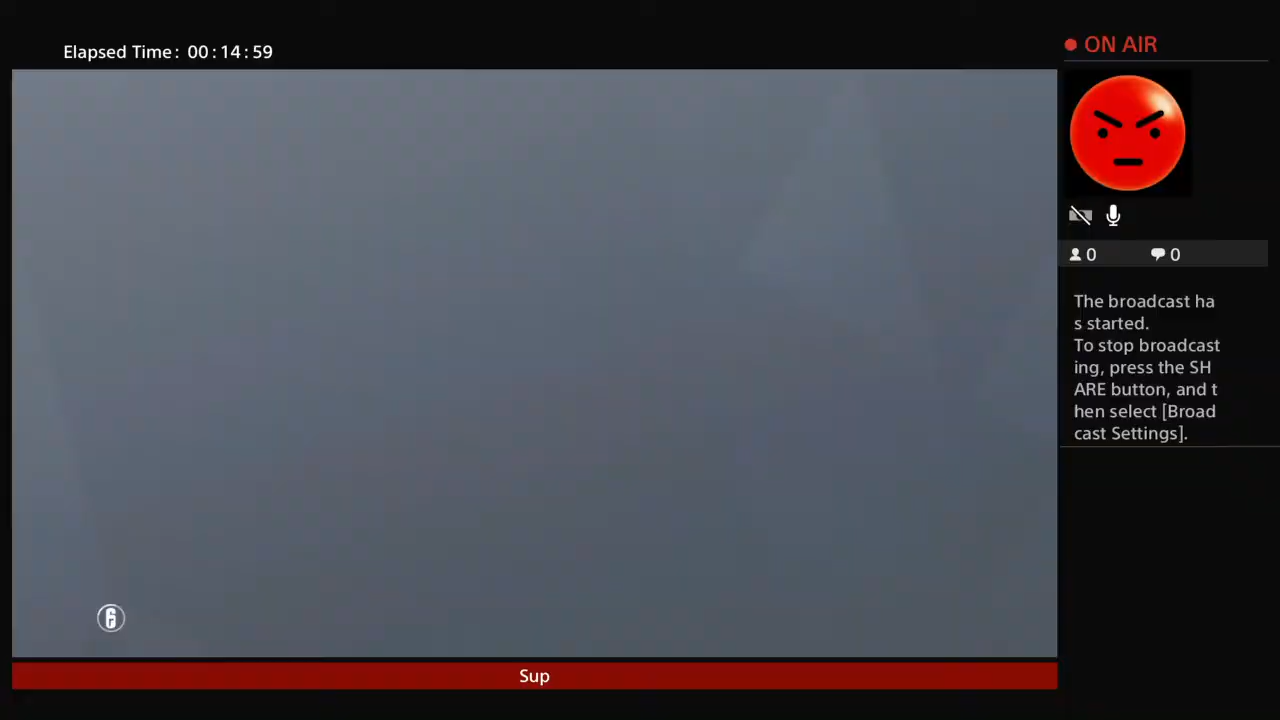 Elapsed Time: 00:14:59
ON AIR
0 0
The broadcast ha
s started.
To stop broadcast
ing, press the SH
ARE button, and t
hen select [Broad
cast Settings].
6
Sup